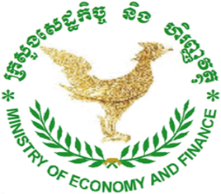 ក្រសួងសេដ្ឋកិច្ច និង ហិរញ្ញវត្ថុ
MINISTRY OF ECONOMY AND FINANCE